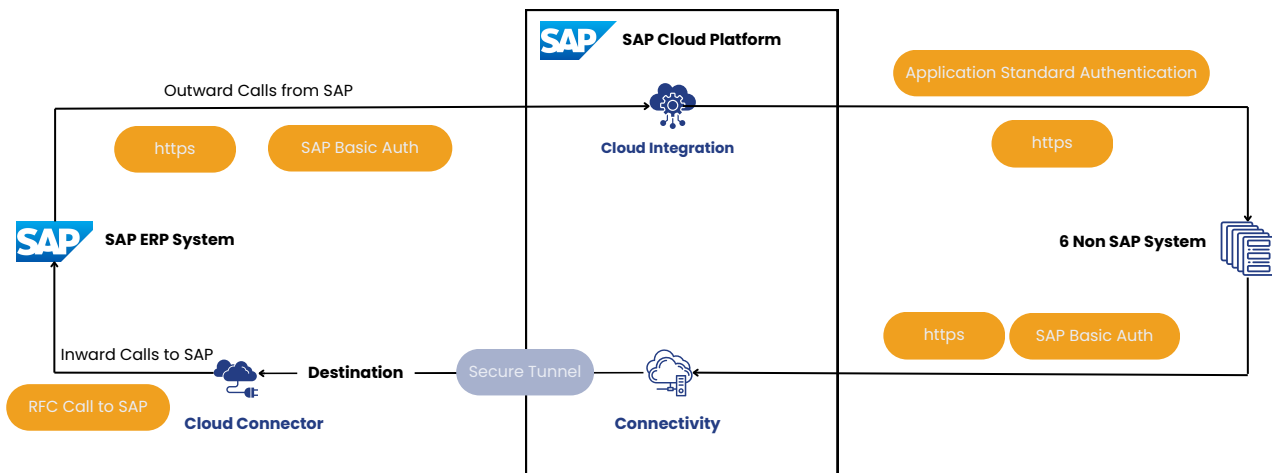 SAP
SAP Cloud Platform
Application Standard Authentication
Outward Calls from SAP
https
SAP Basic Auth
Cloud Integration
https
SAP
SAP ERP System
6 Non SAP System
https
SAP Basic Auth
Inward Calls to SAP
Destination
Secure Tunnel
RFC Call to SAP
Cloud Connector
Connectivity